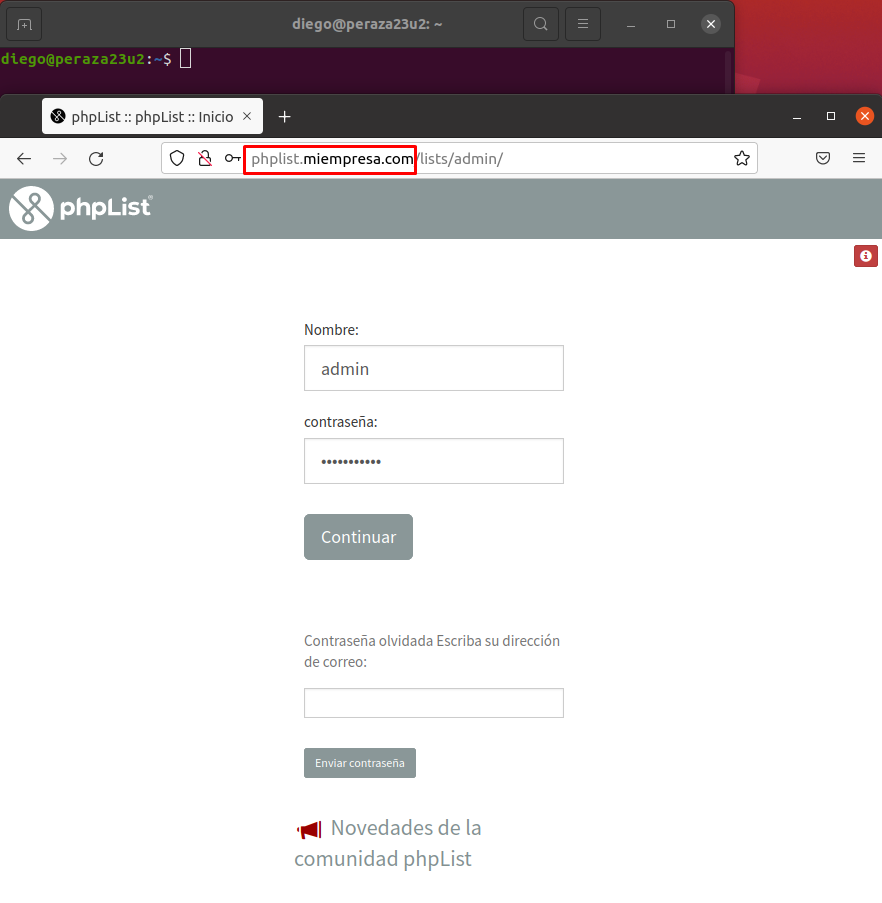 diego@peraza23u2: ~
diego@peraza23u2:~$
phpList :: phpList :: Inicio
phplist.miempresa.com/lists/admin/
phpList®
Nombre:
admin
contraseña:
•••••••••••
Continuar
Contraseña olvidada Escriba su dirección
de correo:
Enviar contraseña
Novedades de la
comunidad phpList